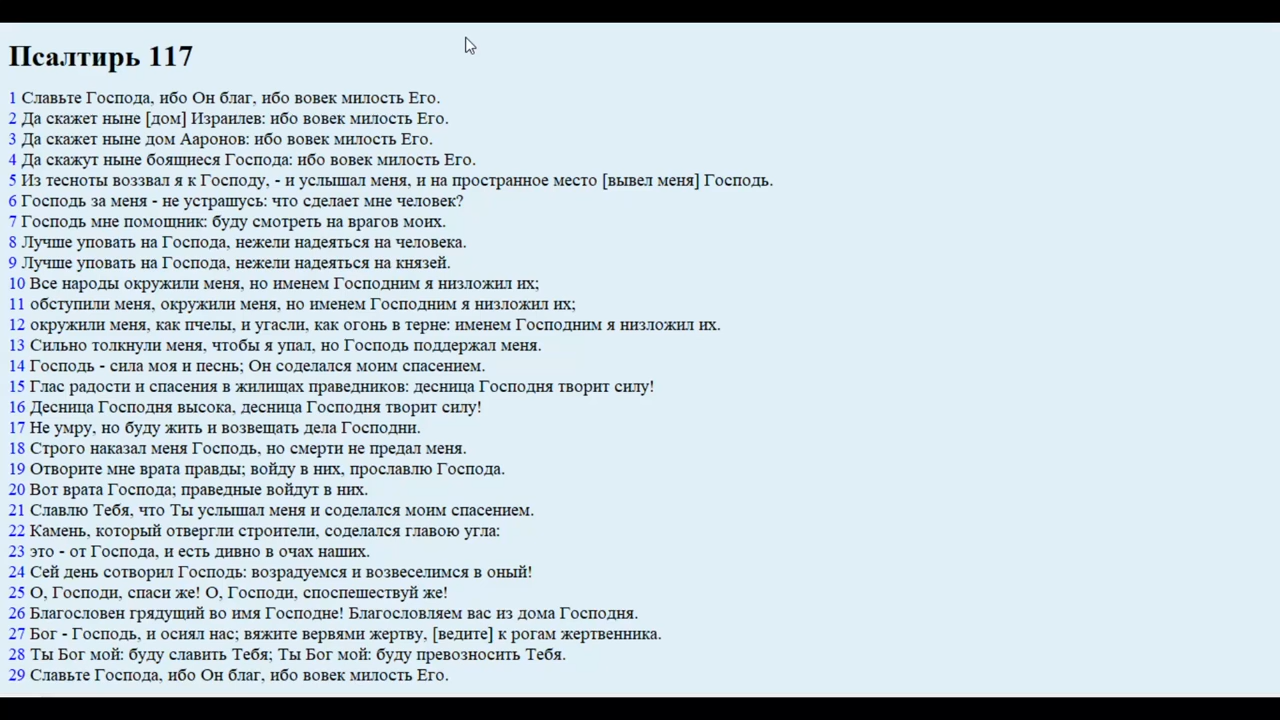 Псалтирь 117
1 Славьте Господа, ибо Он благ, ибо вовек милость Его.
2 Да скажет ныне [дом] Израилев: ибо вовек милость Его.
3 Да скажет ныне дом Ааронов: ибо вовек милость Его.
4 Да скажут ныне боящиеся Господа: ибо вовек милость Его.
5 Из тесноты воззвал я к Господу, - и услышал меня, и на пространное место [вывел меня] Господь.
6 Господь за меня - не устрашусь: что сделает мне человек?
7 Господь мне помощник: буду смотреть на врагов моих.
8 Лучше уповать на Господа, нежели надеяться на человека.
9 Лучше уповать на Господа, нежели надеяться на князей.
10 Все народы окружили меня, но именем Господним я низложил их;
11 обступили меня, окружили меня, но именем Господним я низложил их;
12 окружили меня, как пчелы, и угасли, как огонь в терне: именем Господним я низложил их.
13 Сильно толкнули меня, чтобы я упал, но Господь поддержал меня.
14 Господь - сила моя и песнь; Он соделался моим спасением.
15 Глас радости и спасения в жилищах праведников: десница Господня творит силу!
16 Десница Господня высока, десница Господня творит силу!
17 Не умру, но буду жить и возвещать дела Господни.
18 Строго наказал меня Господь, но смерти не предал меня.
19 Отворите мне врата правды; войду в них, прославлю Господа.
20 Вот врата Господа; праведные войдут в них.
21 Славлю Тебя, что Ты услышал меня и соделался моим спасением.
22 Камень, который отвергли строители, соделался главою угла:
23 это - от Господа, и есть дивно в очах наших.
24 Сей день сотворил Господь: возрадуемся и возвеселимся в оный!
25 О, Господи, спаси же! О, Господи, споспешествуй же!
26 Благословен грядущий во имя Господне! Благословляем вас из дома Господня.
27 Бог - Господь, и осиял нас; вяжите вервями жертву, [ведите] к рогам жертвенника.
28 Ты Бог мой: буду славить Тебя; Ты Бог мой: буду превозносить Тебя.
29 Славьте Господа, ибо Он благ, ибо вовек милость Его.